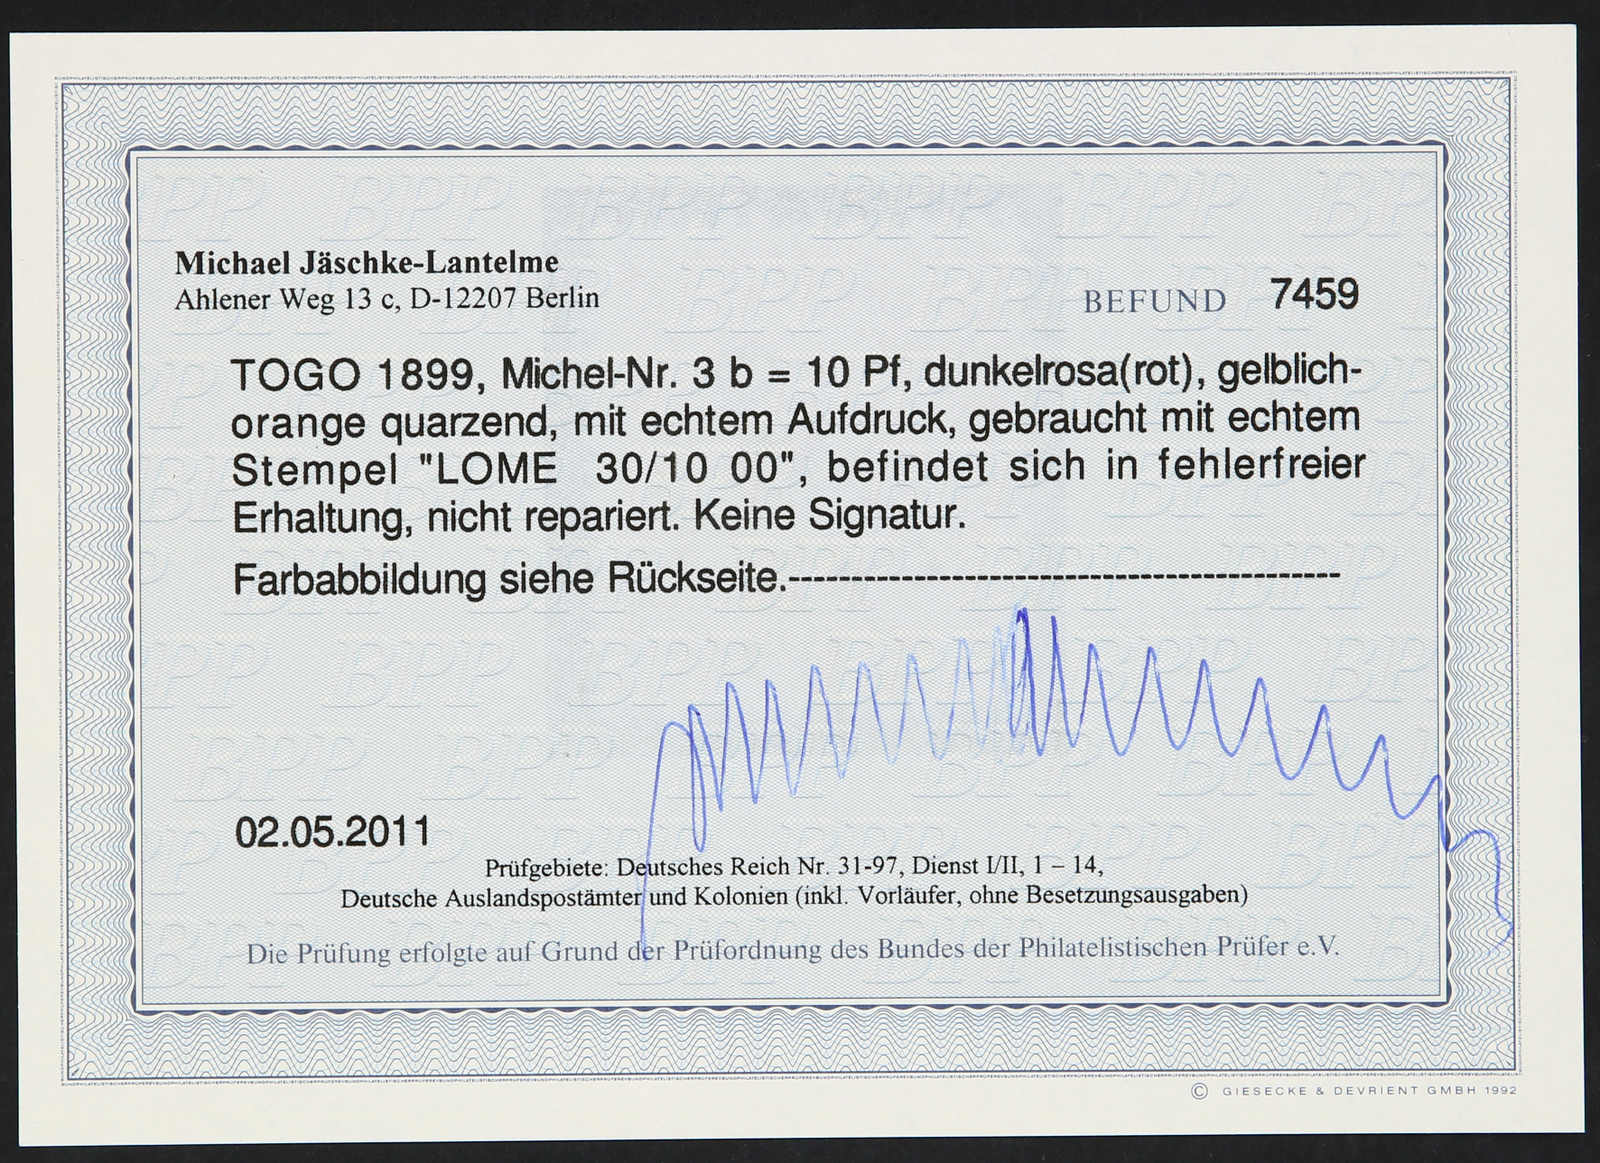 Michael Jäschke-Lantelme
Ahlener Weg 13 c, D-12207 Berlin
BEFUND 7459
TOGO 1899, Michel-Nr. 3 b = 10 Pf, dunkelrosa(rot), gelblich-
orange quarzend, mit echtem Aufdruck, gebraucht mit echtem
Stempel "LOME 30/10 00", befindet sich in fehlerfreier
Erhaltung, nicht repariert. Keine Signatur.
Farbabbildung siehe Rückseite.--------------------------------------------
02.05.2011
Prüfgebiete: Deutsches Reich Nr. 31-97, Dienst I/II, 1 – 14,
Deutsche Auslandspostämter und Kolonien (inkl. Vorläufer, ohne Besetzungsausgaben)
Die Prüfung erfolgte auf Grund der Prüfordnung des Bundes der Philatelistischen Prüfer e.V.
© GIESECKE & DEVRIENT GMBH 1992